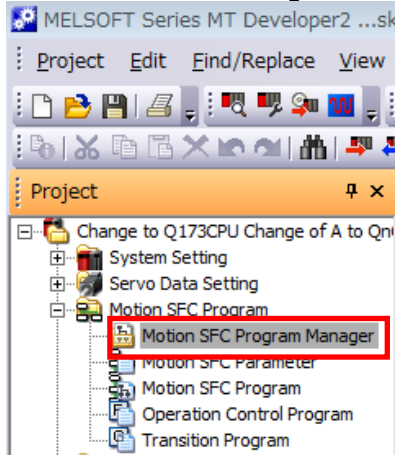 MELSOFT Series MT Developer2 ...sk
Project Edit Find/Replace View
Project
Change to Q173CPU Change of A to Qn
System Setting
Servo Data Setting
Motion SFC Program
Motion SFC Program Manager
Motion SFC Parameter
Motion SFC Program
Operation Control Program
Transition Program